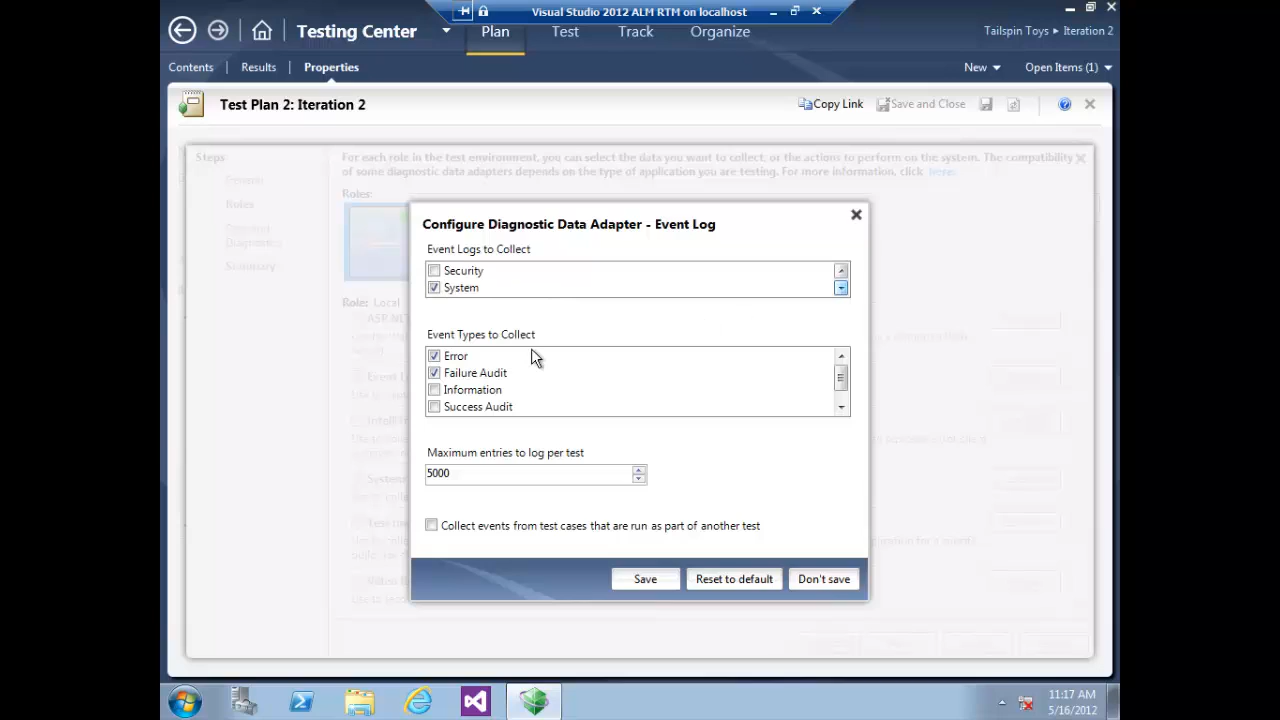 Visual Studio 2012 ALM RTM on localhost
Testing Center
Plan
Test
Track
Organize
Tailspin Toys ▸ Iteration 2
Contents
Results
Properties
New
Open Items (1)
Test Plan 2: Iteration 2
Copy Link
Save and Close
Steps
For each role in the test environment, you can select the data you want to collect, or the actions to perform on the system. The compatibility
of some diagnostic data adapters depends on the type of application you are testing. For more information, click here.
General
Roles
Roles:
Summary
Role: Local
Configure Diagnostic Data Adapter - Event Log
Event Logs to Collect
Security
System
Event Types to Collect
Error
Failure Audit
Information
Success Audit
Maximum entries to log per test
5000
Collect events from test cases that are run as part of another test
Save
Reset to default
Don't save
11:17 AM
5/16/2012